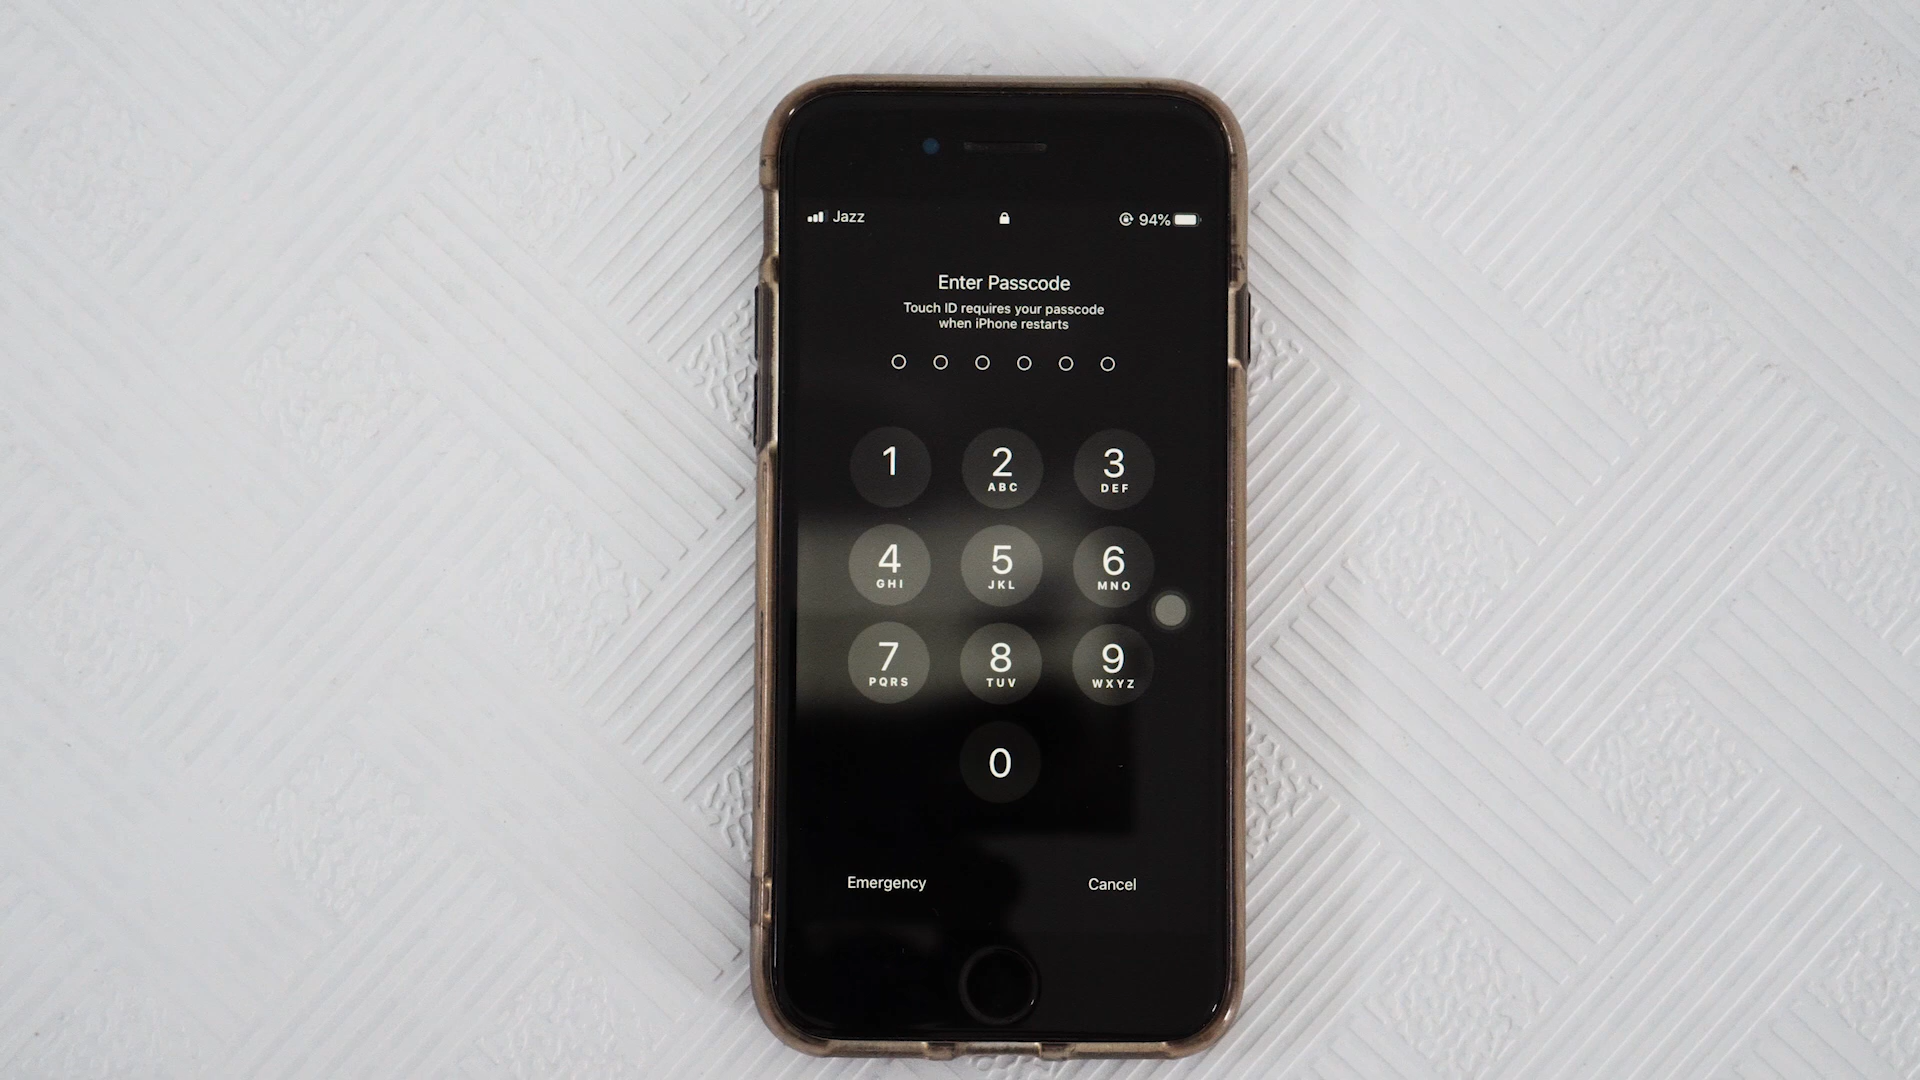 Jazz 94%
Enter Passcode
Touch ID requires your passcode
when iPhone restarts
1 2 3
ABC DEF
4 5 6
GHI JKL MNO
7 8 9
PQRS TUV WXYZ
0
Emergency Cancel